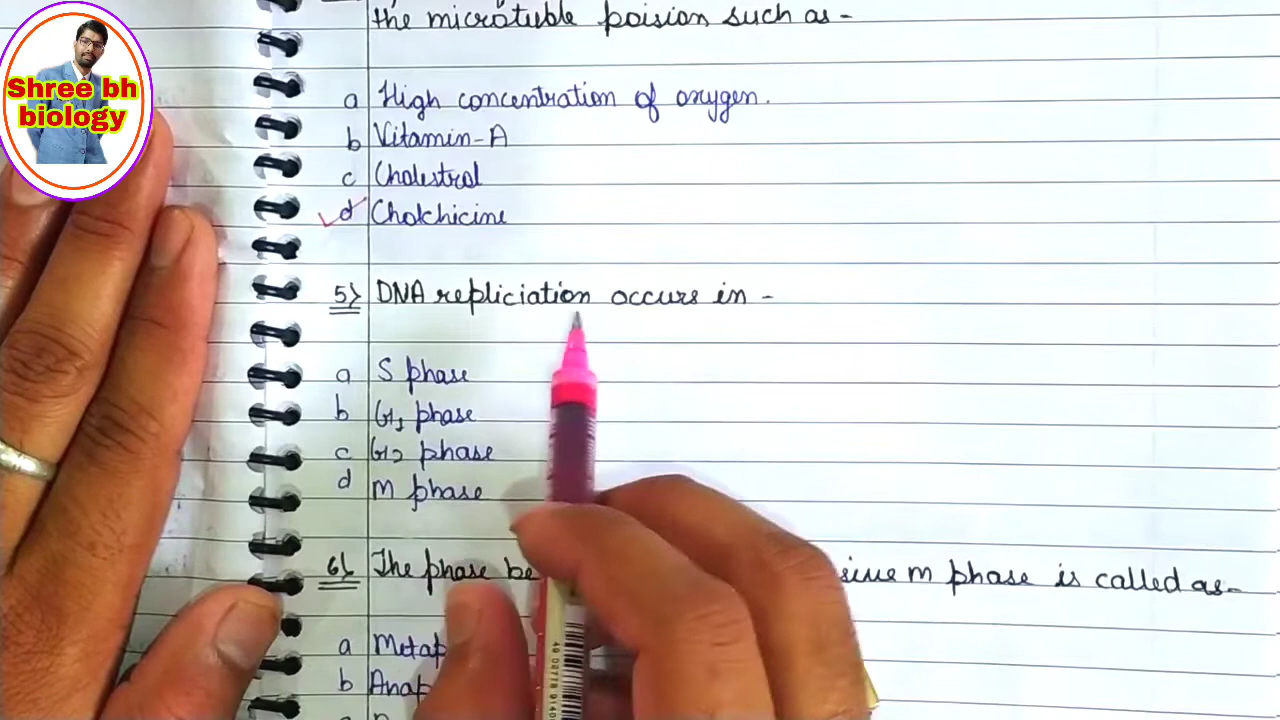 Shree bh
biology
the microtuble poision such as -
a High concentration of oxygen.
b Vitamin-A
c Cholestrol
d Cholchicine
5} DNA repliciation occurs in -
a S phase
b G1 phase
c G2 phase
d M phase
6} The phase be sive m phase is called as -
a Metap
b Anap